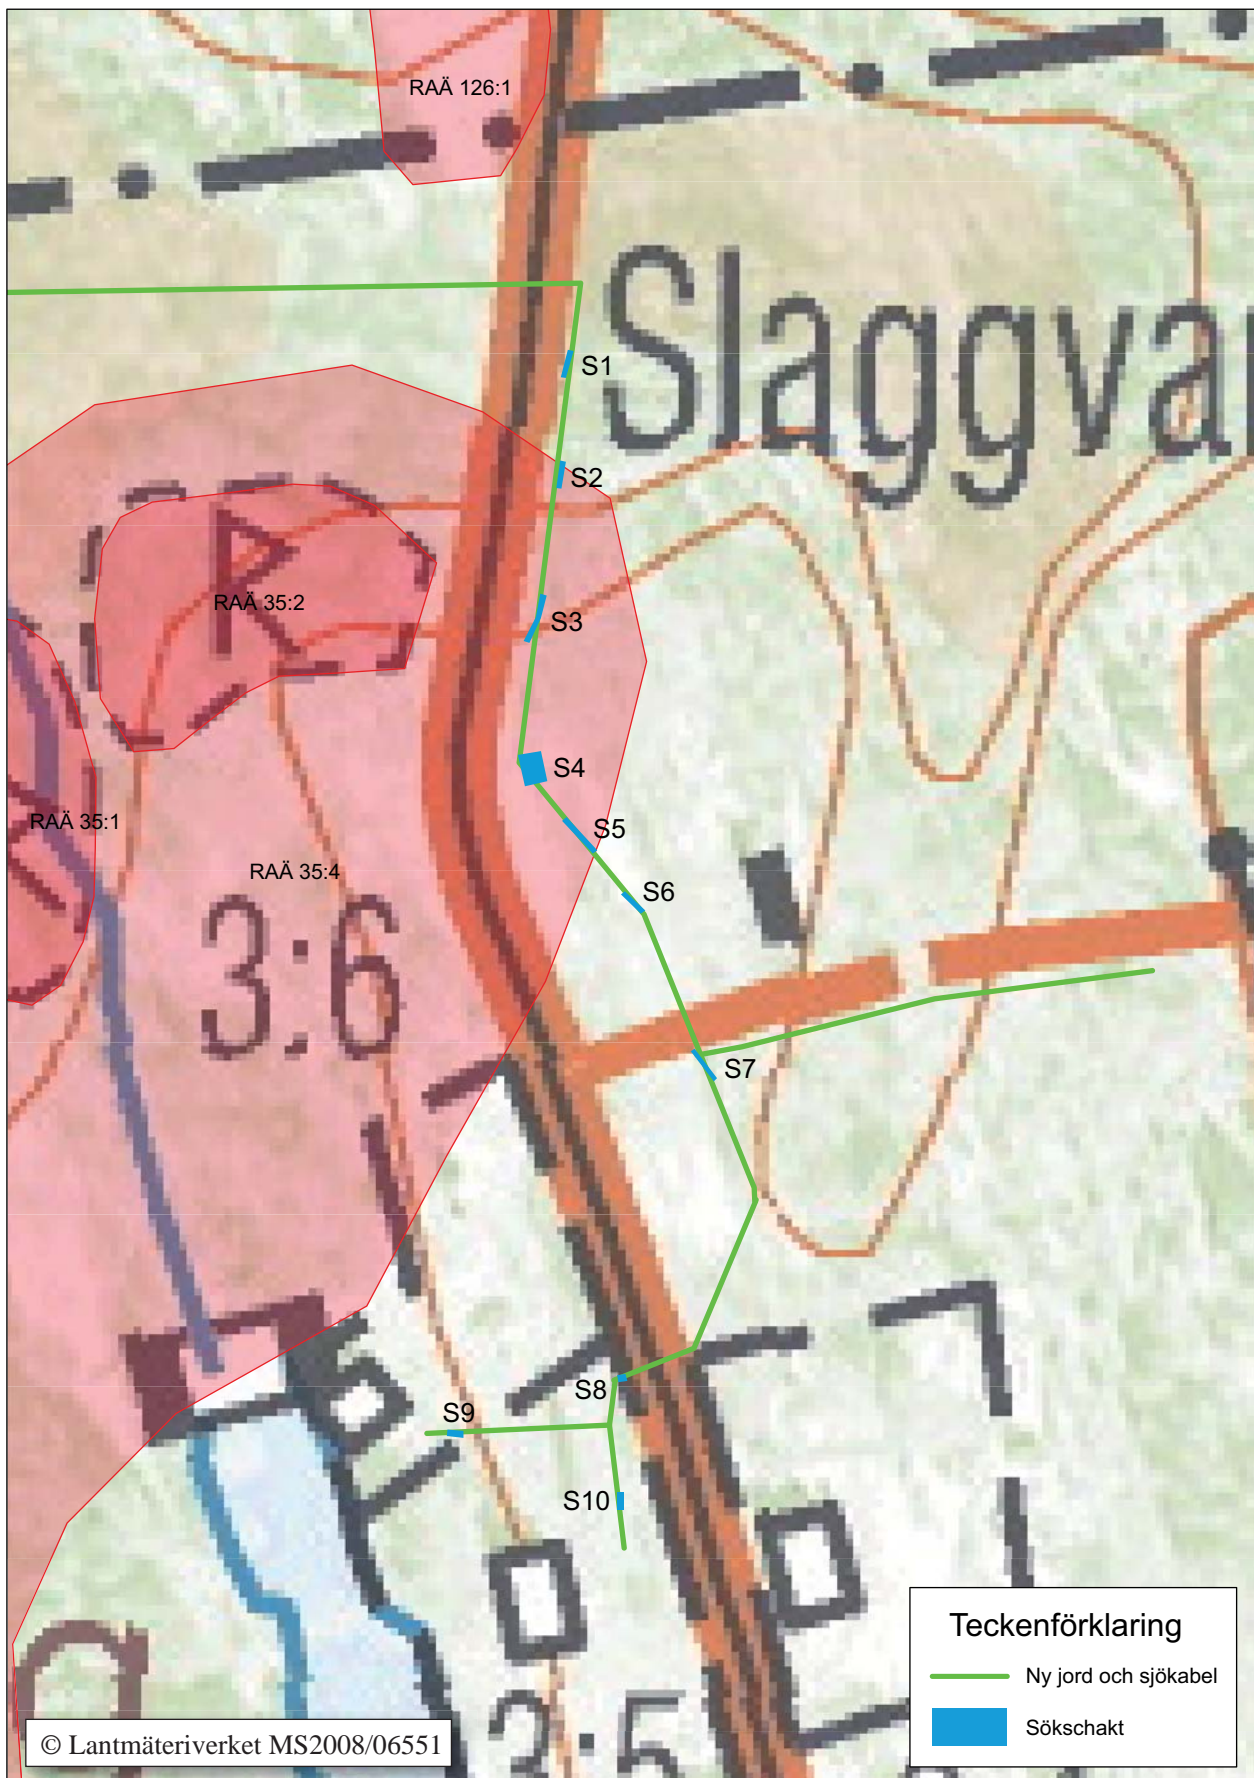 RAÄ 126:1
Slaggva
S1
S2
RAÄ 35:2
R
S3
S4
RAÄ 35:1
R
S5
RAÄ 35:4
S6
3:6
S7
S8
S9
S10
Teckenförklaring
Ny jord och sjökabel
Sökschakt
3:5
© Lantmäteriverket MS2008/06551